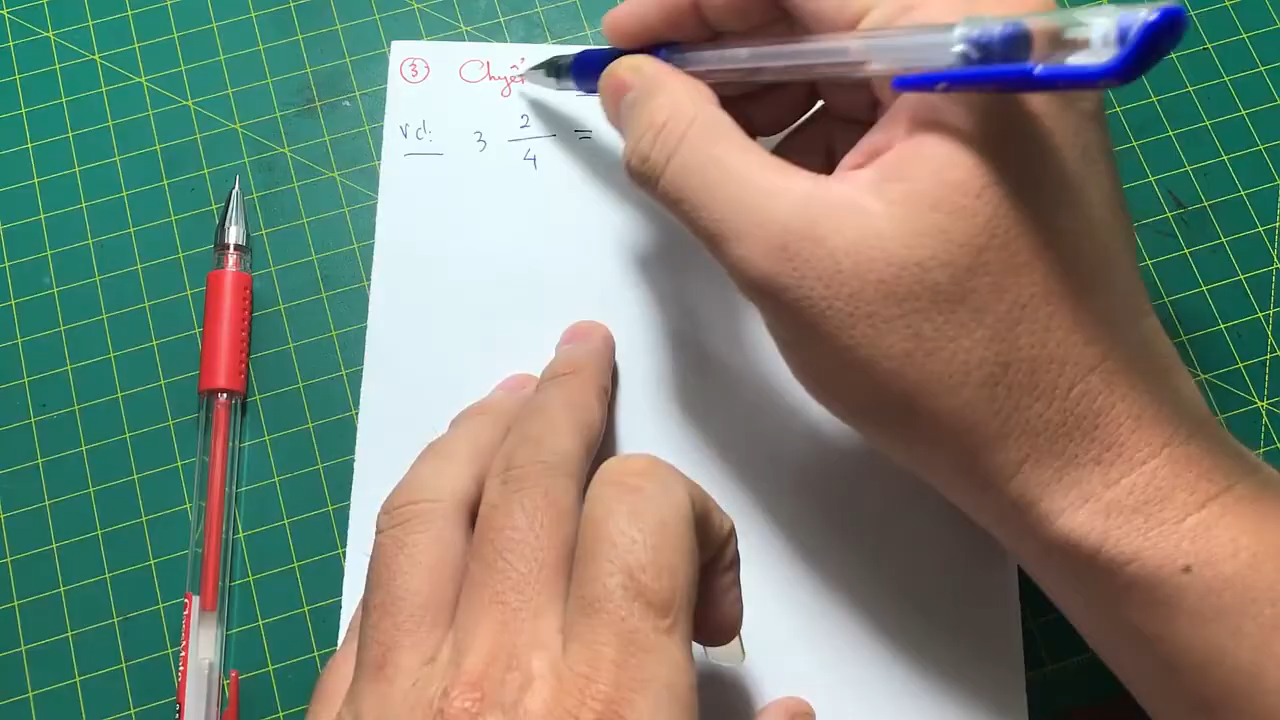 ③ Chuyể
vd: 3 2/4 =